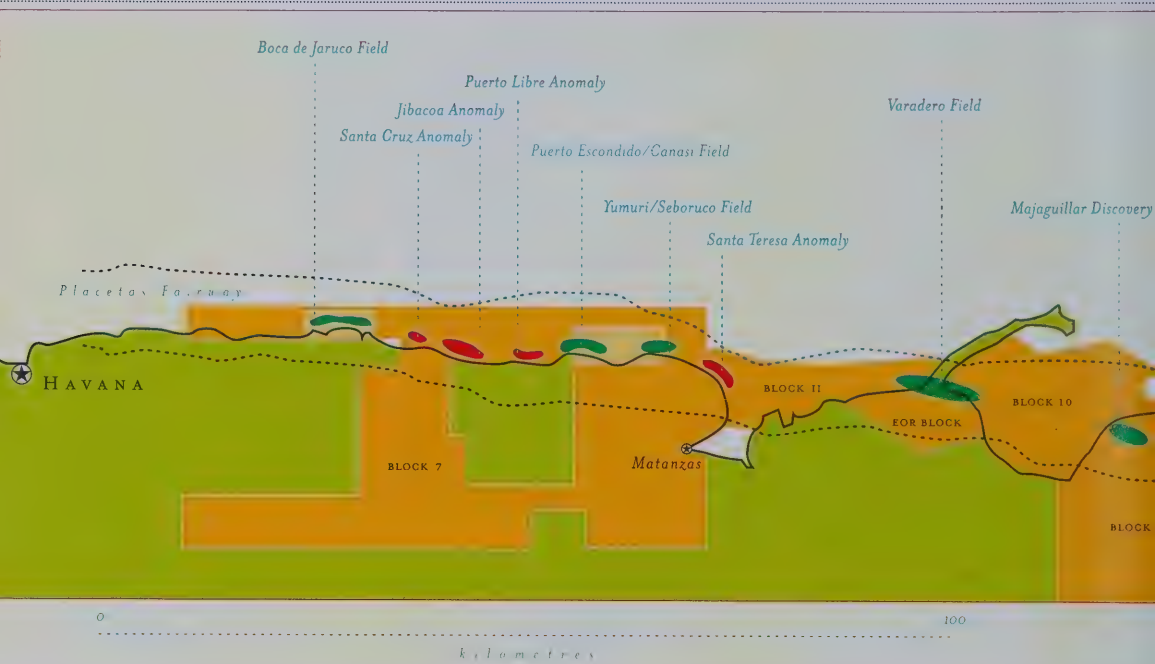 Boca de Jaruco Field
Puerto Libre Anomaly
Jibacoa Anomaly
Varadero Field
Santa Cruz Anomaly
Puerto Escondido/Canasi Field
Yumuri/Seboruco Field
Majaguillar Discovery
Santa Teresa Anomaly
Placetas Fairway
HAVANA
BLOCK 11
BLOCK 10
EOR BLOCK
Matanzas
BLOCK 7
BLOCK
0
100
kilometres